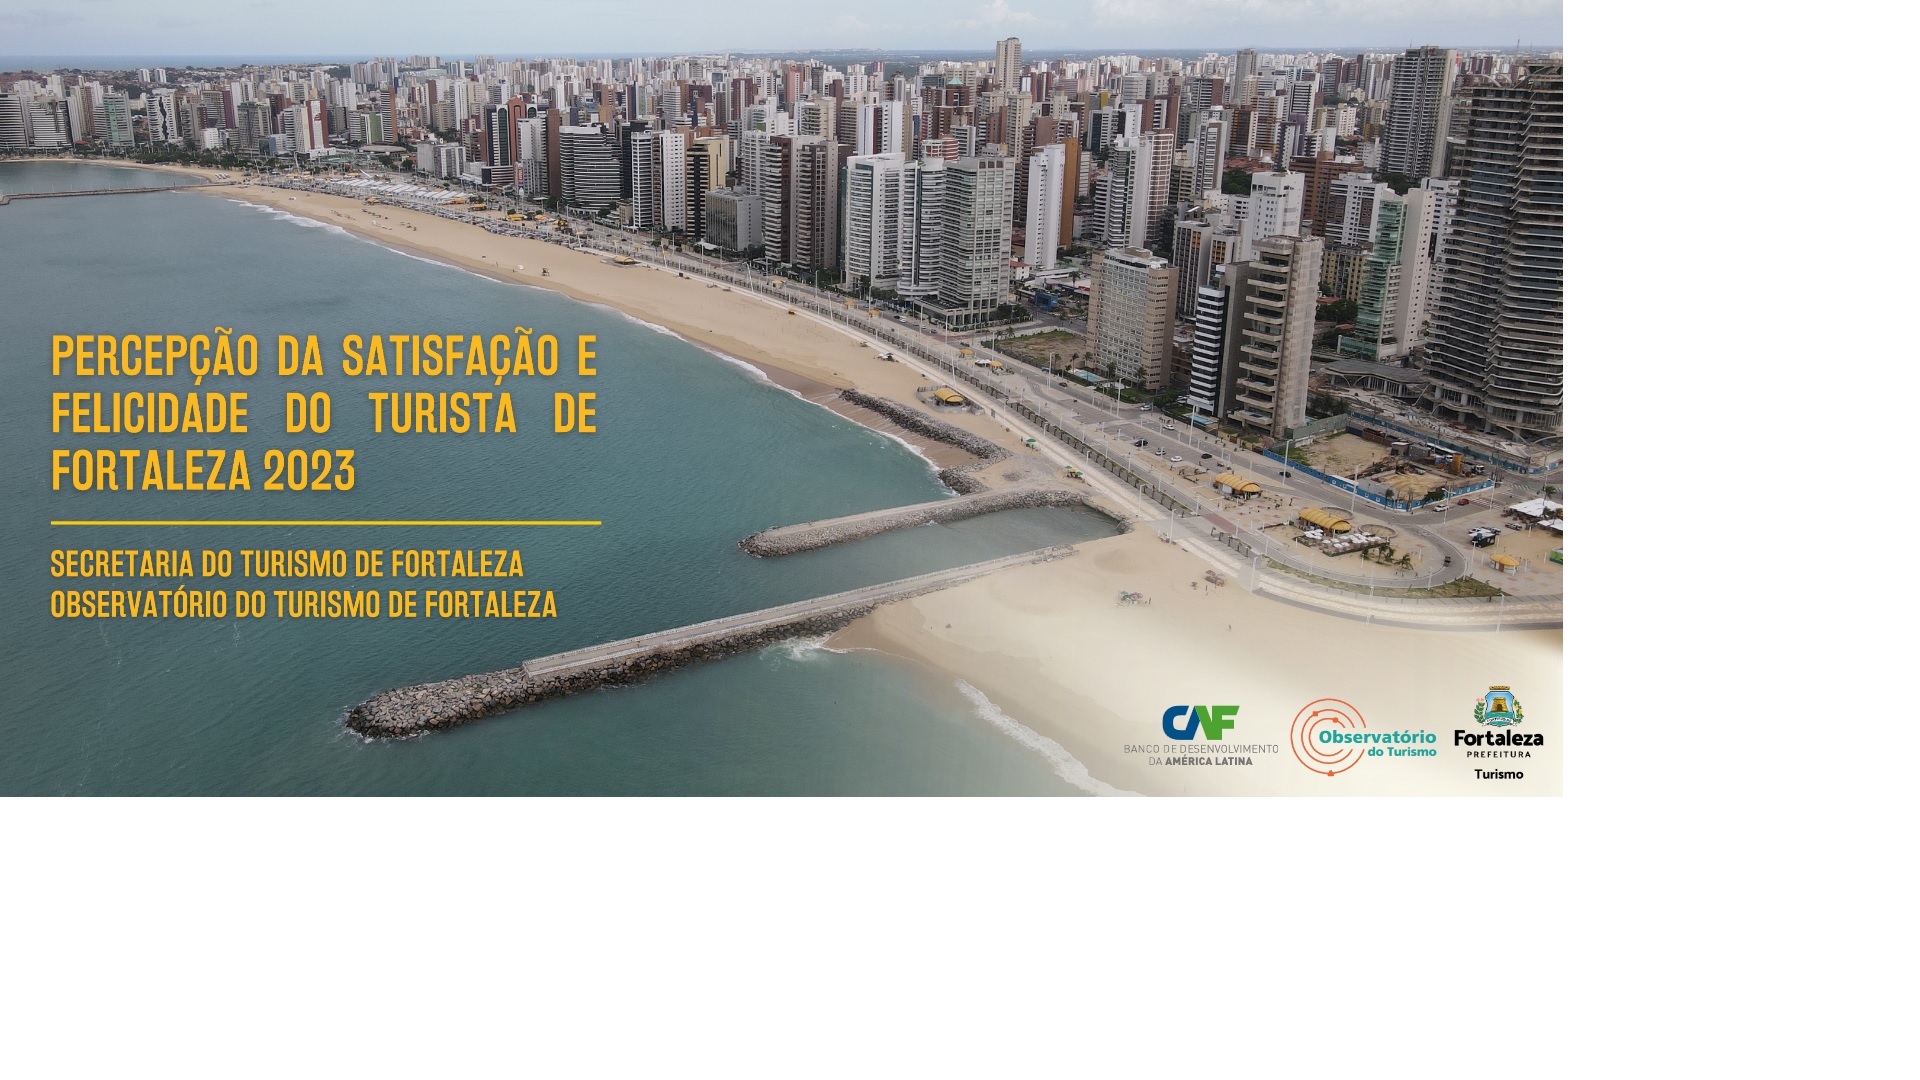 PERCEPÇÃO DA SATISFAÇÃO E
FELICIDADE DO TURISTA DE
FORTALEZA 2023
SECRETARIA DO TURISMO DE FORTALEZA
OBSERVATÓRIO DO TURISMO DE FORTALEZA
CAF
BANCO DE DESENVOLVIMENTO
DA AMÉRICA LATINA
Observatório
do Turismo
Fortaleza
PREFEITURA
Turismo